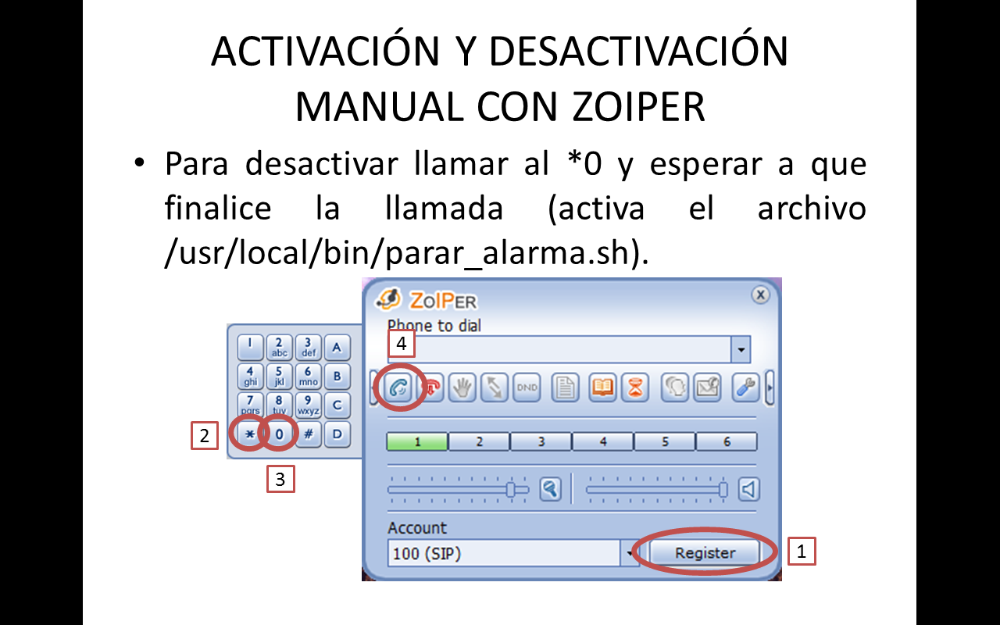 ACTIVACIÓN Y DESACTIVACIÓN
MANUAL CON ZOIPER
• Para desactivar llamar al *0 y esperar a que
finalice la llamada (activa el archivo
/usr/local/bin/parar_alarma.sh).
ZOIPER
X
Phone to dial
4
1 2 3 A
abc def
4 5 6 B
ghi jkl mno
DND
7 8 9 C
pqrs tuv wxyz
2
* 0 # D
1 2 3 4 5 6
3
Account
100 (SIP) Register
1